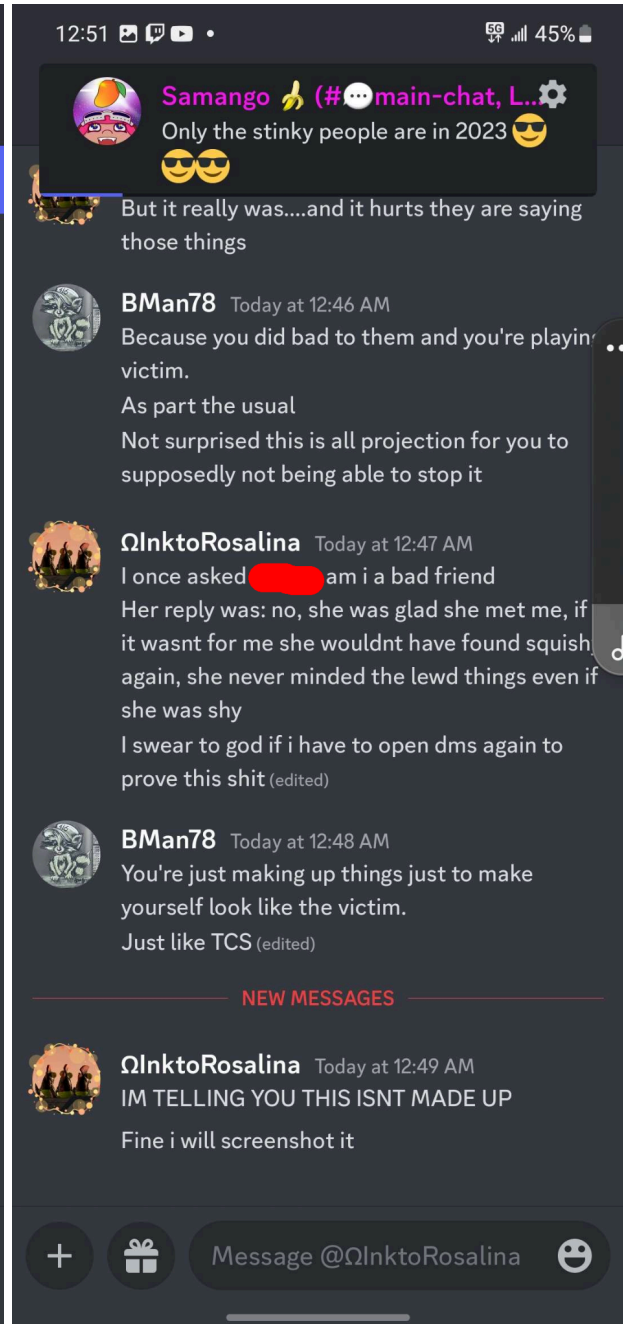 12:51
5G
45%
Samango 🍌 (#💬main-chat, L...
Only the stinky people are in 2023😎
😎😎
But it really was....and it hurts they are saying
those things
BMan78 Today at 12:46 AM
Because you did bad to them and you're playin
victim.
As part the usual
Not surprised this is all projection for you to
supposedly not being able to stop it
ΩInktoRosalina Today at 12:47 AM
I once asked am i a bad friend
Her reply was: no, she was glad she met me, if
it wasnt for me she wouldnt have found squish
again, she never minded the lewd things even if
she was shy
I swear to god if i have to open dms again to
prove this shit (edited)
BMan78 Today at 12:48 AM
You're just making up things just to make
yourself look like the victim.
Just like TCS (edited)
NEW MESSAGES
ΩInktoRosalina Today at 12:49 AM
IM TELLING YOU THIS ISNT MADE UP
Fine i will screenshot it
Message @ΩInktoRosalina